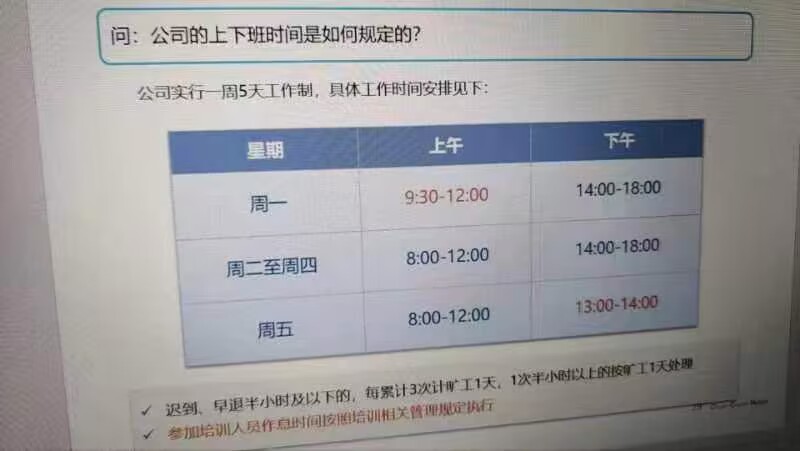 问：公司的上下班时间是如何规定的？
公司实行一周5天工作制，具体工作时间安排见下：
星期 上午 下午
周一 9:30-12:00 14:00-18:00
周二至周四 8:00-12:00 14:00-18:00
周五 8:00-12:00 13:00-14:00
✓ 迟到、早退半小时及以下的，每累计3次计旷工1天，1次半小时以上的按旷工1天处理
✓ 参加培训人员作息时间按照培训相关管理规定执行